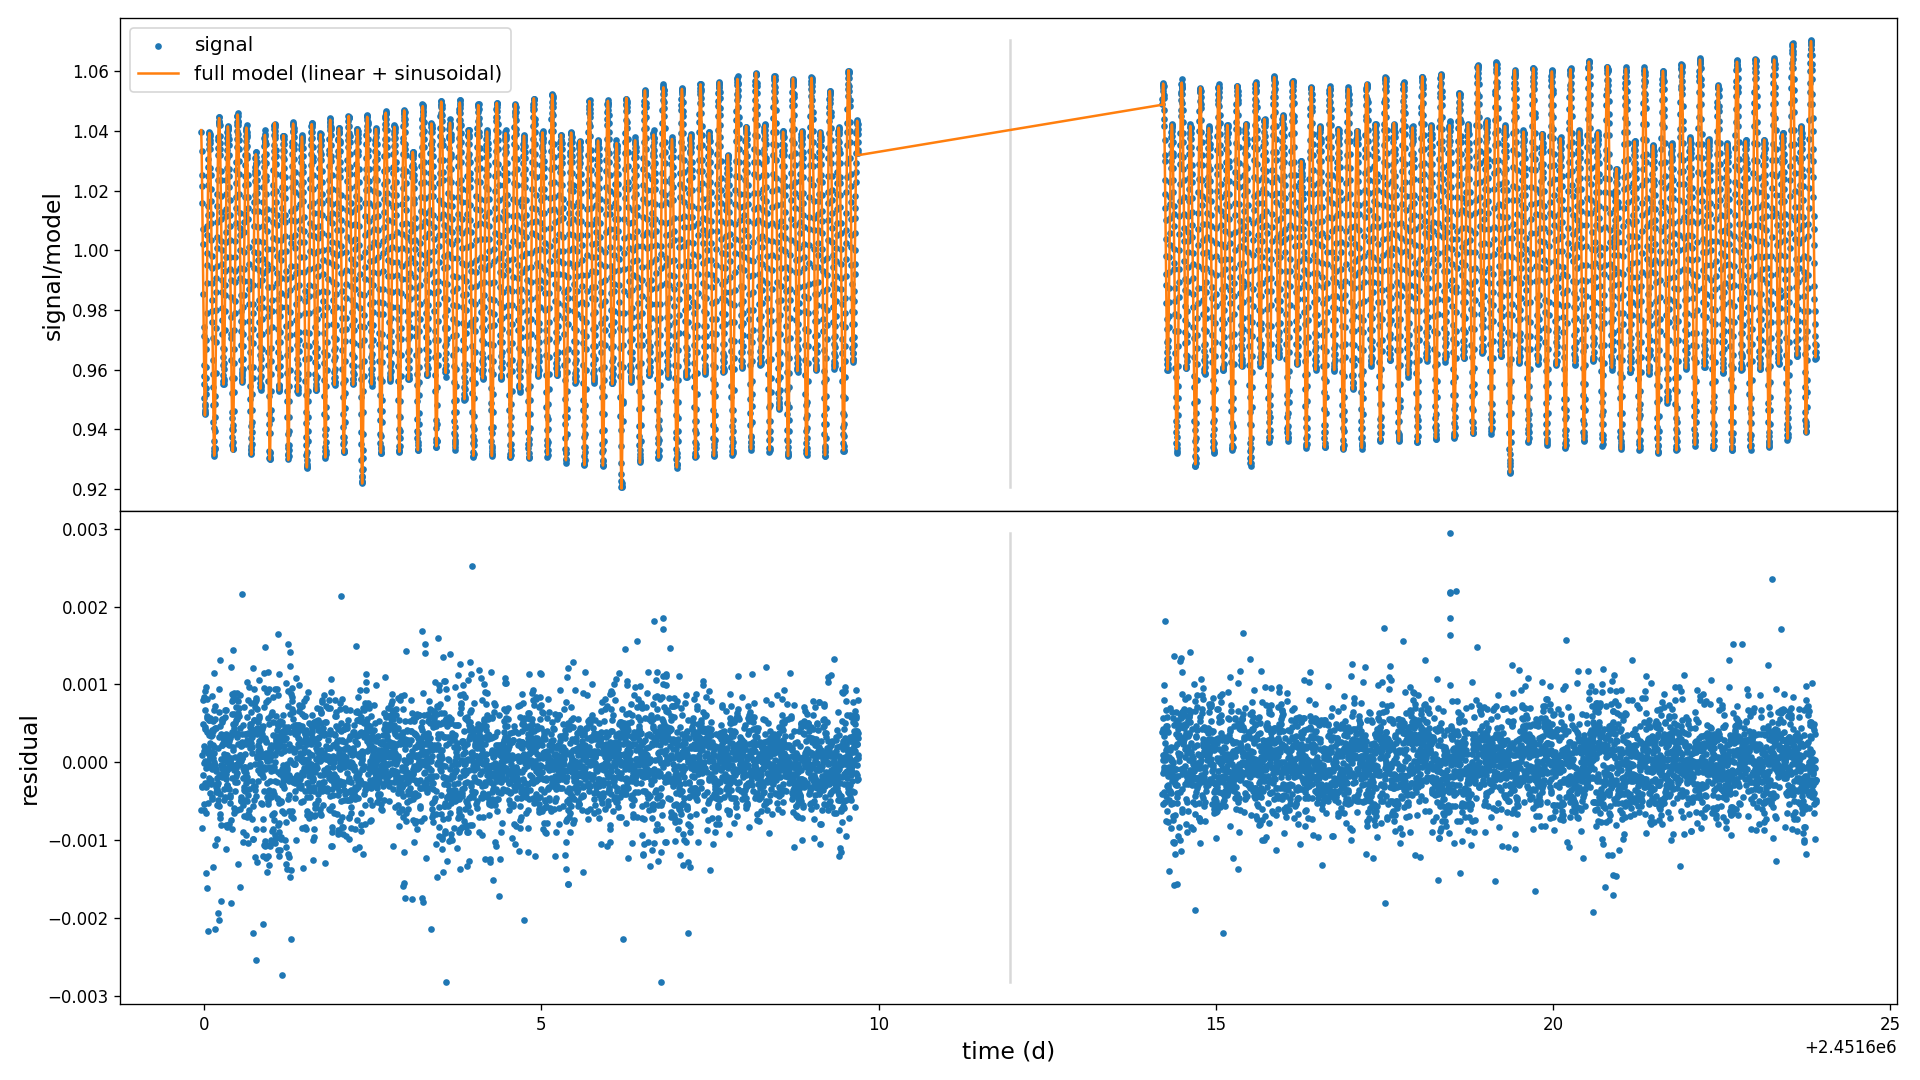 signal
full model (linear + sinusoidal)
signal/model
1.06
1.04
1.02
1.00
0.98
0.96
0.94
0.92
residual
0.003
0.002
0.001
0.000
−0.001
−0.002
−0.003
0 5 10 15 20 25
time (d)
+2.4516e6